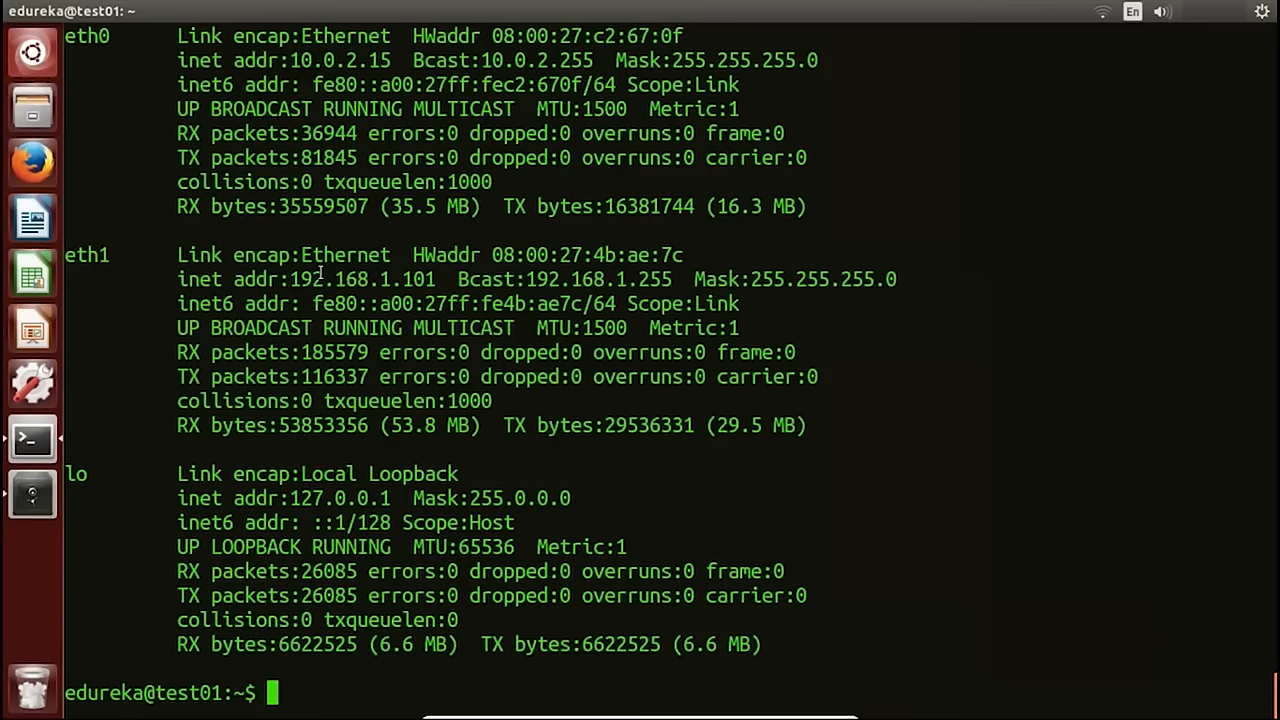 edureka@test01: ~
En
eth0 Link encap:Ethernet HWaddr 08:00:27:c2:67:0f
inet addr:10.0.2.15 Bcast:10.0.2.255 Mask:255.255.255.0
inet6 addr: fe80::a00:27ff:fec2:670f/64 Scope:Link
UP BROADCAST RUNNING MULTICAST MTU:1500 Metric:1
RX packets:36944 errors:0 dropped:0 overruns:0 frame:0
TX packets:81845 errors:0 dropped:0 overruns:0 carrier:0
collisions:0 txqueuelen:1000
RX bytes:35559507 (35.5 MB) TX bytes:16381744 (16.3 MB)
eth1 Link encap:Ethernet HWaddr 08:00:27:4b:ae:7c
inet addr:192.168.1.101 Bcast:192.168.1.255 Mask:255.255.255.0
inet6 addr: fe80::a00:27ff:fe4b:ae7c/64 Scope:Link
UP BROADCAST RUNNING MULTICAST MTU:1500 Metric:1
RX packets:185579 errors:0 dropped:0 overruns:0 frame:0
TX packets:116337 errors:0 dropped:0 overruns:0 carrier:0
collisions:0 txqueuelen:1000
RX bytes:53853356 (53.8 MB) TX bytes:29536331 (29.5 MB)
lo Link encap:Local Loopback
inet addr:127.0.0.1 Mask:255.0.0.0
inet6 addr: ::1/128 Scope:Host
UP LOOPBACK RUNNING MTU:65536 Metric:1
RX packets:26085 errors:0 dropped:0 overruns:0 frame:0
TX packets:26085 errors:0 dropped:0 overruns:0 carrier:0
collisions:0 txqueuelen:0
RX bytes:6622525 (6.6 MB) TX bytes:6622525 (6.6 MB)
edureka@test01:~$